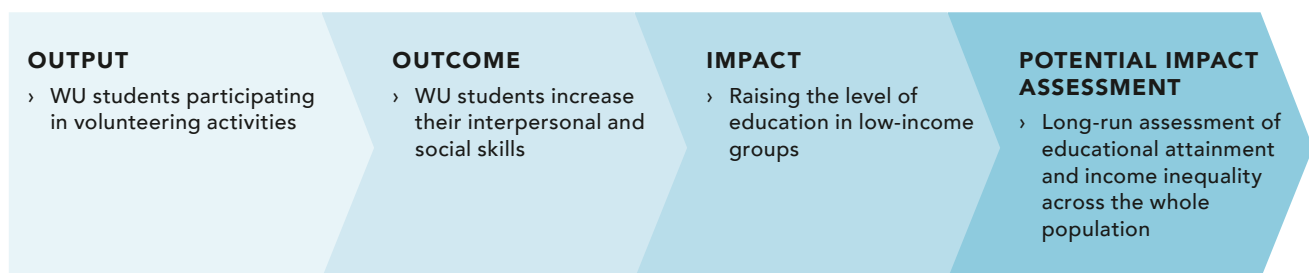 OUTPUT
› WU students participating
in volunteering activities
OUTCOME
› WU students increase
their interpersonal and
social skills
IMPACT
› Raising the level of
education in low-income
groups
POTENTIAL IMPACT
ASSESSMENT
› Long-run assessment of
educational attainment
and income inequality
across the whole
population